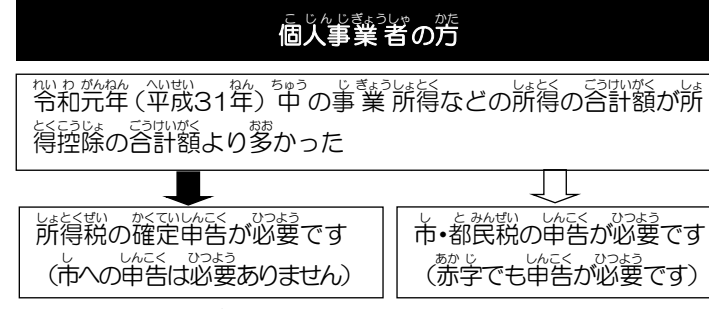 個人事業者の方
令和元年(平成31年)中の事業所得などの所得の合計額が所
得控除の合計額より多かった
所得税の確定申告が必要です
(市への申告は必要ありません)
市・都民税の申告が必要です
(赤字でも申告が必要です)